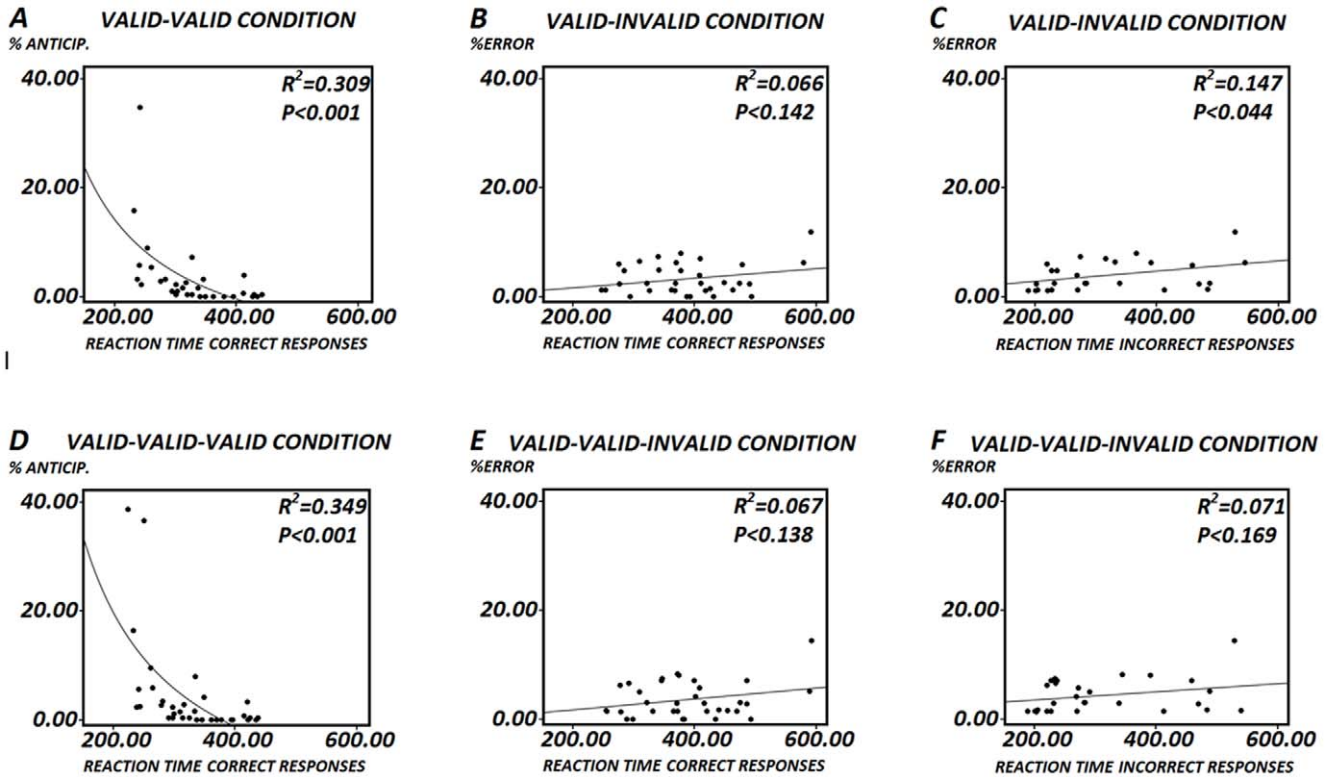 A VALID-VALID CONDITION
% ANTICIP.
40.00
20.00
0.00
R²=0.309
P<0.001
200.00 400.00 600.00
REACTION TIME CORRECT RESPONSES
B VALID-INVALID CONDITION
%ERROR
40.00
20.00
0.00
R²=0.066
P<0.142
200.00 400.00 600.00
REACTION TIME CORRECT RESPONSES
C VALID-INVALID CONDITION
%ERROR
40.00
20.00
0.00
R²=0.147
P<0.044
200.00 400.00 600.00
REACTION TIME INCORRECT RESPONSES
D VALID-VALID-VALID CONDITION
% ANTICIP.
40.00
20.00
0.00
R²=0.349
P<0.001
200.00 400.00 600.00
REACTION TIME CORRECT RESPONSES
E VALID-VALID-INVALID CONDITION
%ERROR
40.00
20.00
0.00
R²=0.067
P<0.138
200.00 400.00 600.00
REACTION TIME CORRECT RESPONSES
F VALID-VALID-INVALID CONDITION
%ERROR
40.00
20.00
0.00
R²=0.071
P<0.169
200.00 400.00 600.00
REACTION TIME INCORRECT RESPONSES